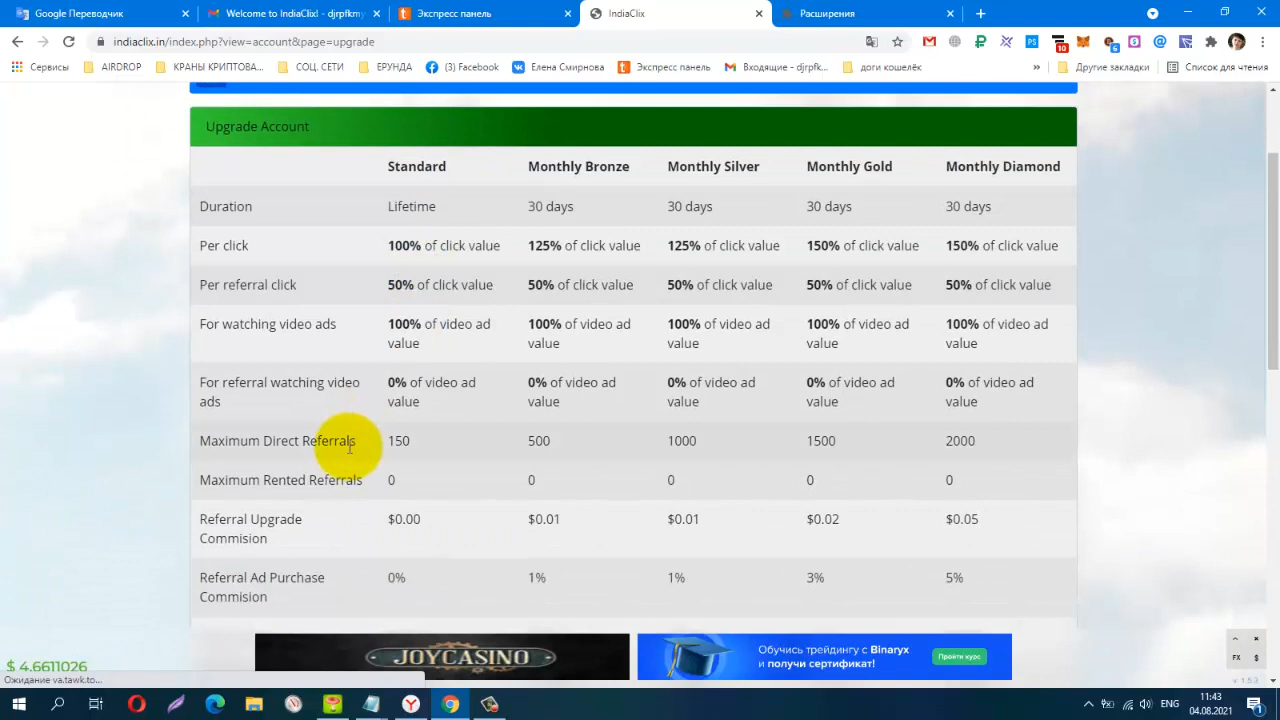 Google Переводчик
Welcome to IndiaClix! - djrpfkmy
Экспресс панель
IndiaClix
Расширения
indiaclix.in/index.php?view=account&page=upgrade
Сервисы
AIRDROP
КРАНЫ КРИПТОВА...
СОЦ. СЕТИ
ЕРУНДА
(3) Facebook
Елена Смирнова
Экспресс панель
Входящие - djrpfk...
доги кошелёк
Другие закладки
Список для чтения
Upgrade Account
Standard Monthly Bronze Monthly Silver Monthly Gold Monthly Diamond
Duration Lifetime 30 days 30 days 30 days 30 days
Per click 100% of click value 125% of click value 125% of click value 150% of click value 150% of click value
Per referral click 50% of click value 50% of click value 50% of click value 50% of click value 50% of click value
For watching video ads 100% of video ad 100% of video ad 100% of video ad 100% of video ad 100% of video ad
value value value value value
For referral watching video 0% of video ad 0% of video ad 0% of video ad 0% of video ad 0% of video ad
ads value value value value value
Maximum Direct Referrals 150 500 1000 1500 2000
Maximum Rented Referrals 0 0 0 0 0
Referral Upgrade $0.00 $0.01 $0.01 $0.02 $0.05
Commision
Referral Ad Purchase 0% 1% 1% 3% 5%
Commision
JOYCASINO
Обучись трейдингу с Binaryx
и получи сертификат!
Пройти курс
FX $
v 1.5.3
$ 4.6611026
Ожидание va.tawk.to...
ENG
11:43
04.08.2021